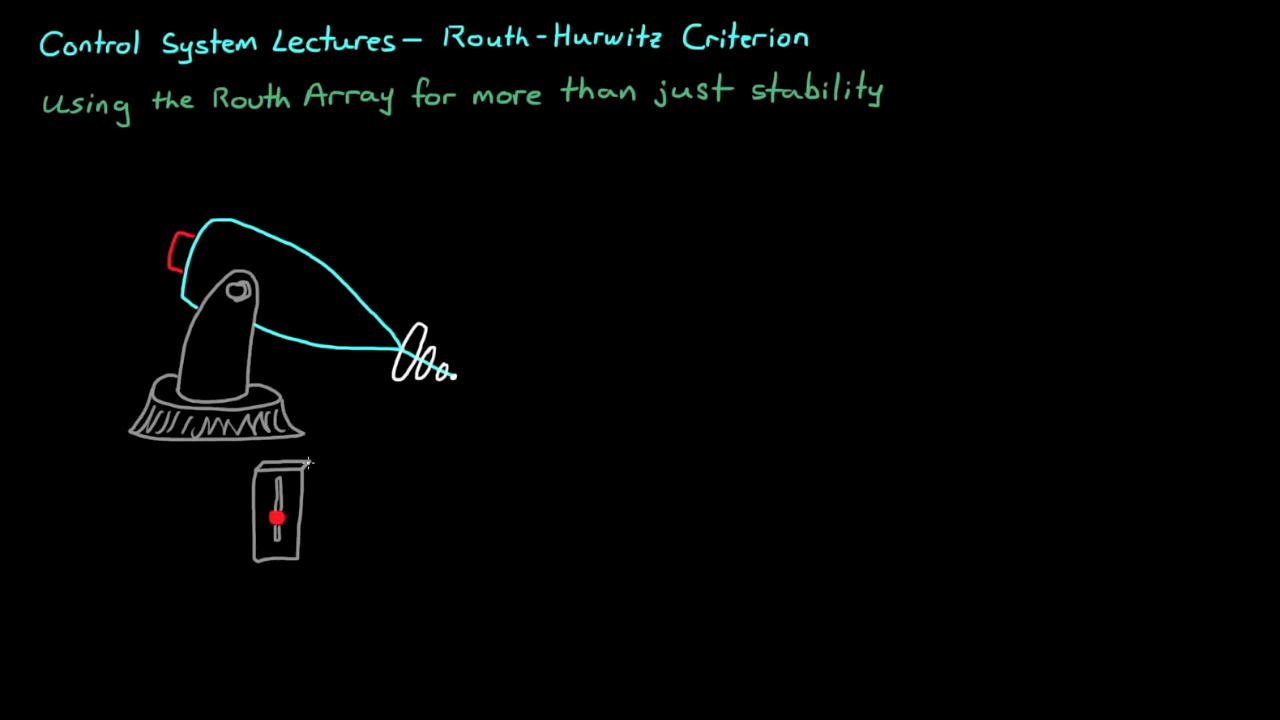 Control System Lectures – Routh-Hurwitz Criterion
Using the Routh Array for more than just stability